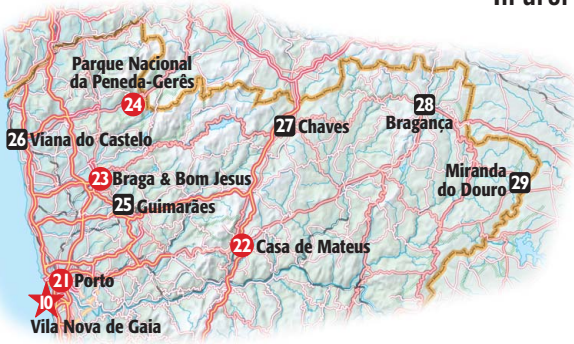 Parque Nacional
da Peneda-Gerês
24
26 Viana do Castelo
27 Chaves
28
Bragança
23 Braga & Bom Jesus
25 Guimarães
Miranda
do Douro 29
22 Casa de Mateus
21 Porto
10
Vila Nova de Gaia